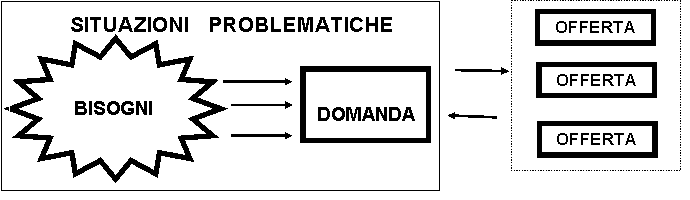 SITUAZIONI PROBLEMATICHE
BISOGNI
DOMANDA
OFFERTA
OFFERTA
OFFERTA